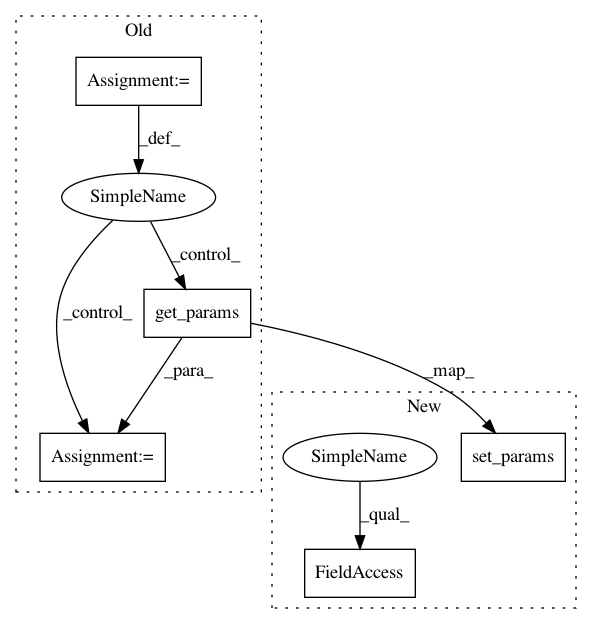 Old
Assignment:=
_def_
SimpleName
_control_
_control_
get_params
_para_
_map_
New
Assignment:=
SimpleName
set_params
_qual_
FieldAccess